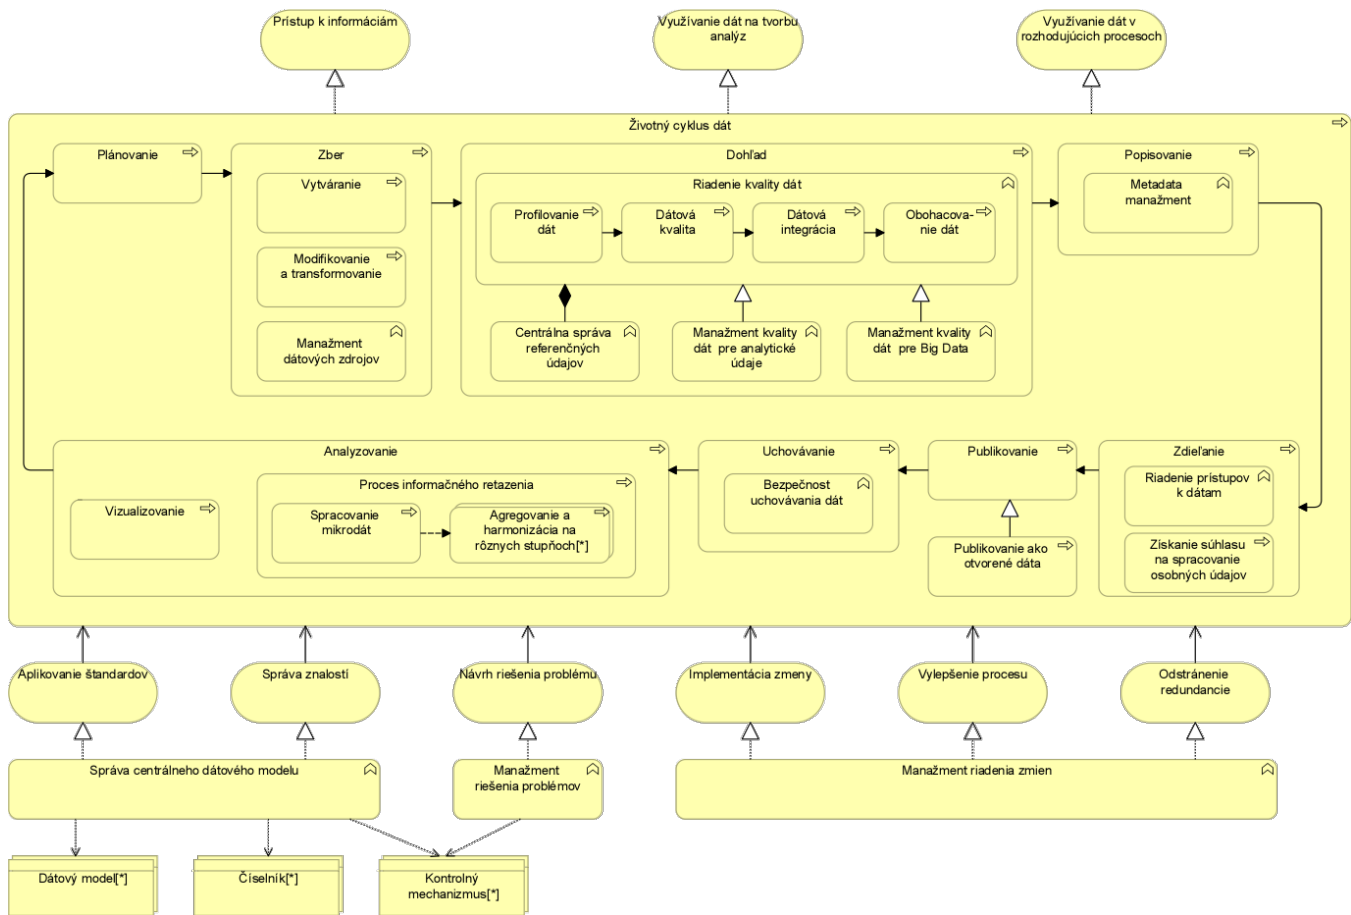 Prístup k informáciám
Využívanie dát na tvorbu
analýz
Využívanie dát v
rozhodujúcich procesoch
Životný cyklus dát
Plánovanie
Zber
Vytváranie
Modifikovanie
a transformovanie
Manažment
dátových zdrojov
Dohľad
Riadenie kvality dát
Profilovanie
dát
Dátová
kvalita
Dátová
integrácia
Obohacova-
nie dát
Centrálna správa
referenčných
údajov
Manažment kvality
dát pre analytické
údaje
Manažment kvality
dát pre Big Data
Popisovanie
Metadata
manažment
Analyzovanie
Vizualizovanie
Proces informačného retazenia
Spracovanie
mikrodát
Agregovanie a
harmonizácia na
rôznych stupňoch[*]
Uchovávanie
Bezpečnost
uchovávania dát
Publikovanie
Publikovanie ako
otvorené dáta
Zdieľanie
Riadenie prístupov
k dátam
Získanie súhlasu
na spracovanie
osobných údajov
Aplikovanie štandardov
Správa znalostí
Návrh riešenia problému
Implementácia zmeny
Vylepšenie procesu
Odstránenie
redundancie
Správa centrálneho dátového modelu
Manažment
riešenia problémov
Manažment riadenia zmien
Dátový model[*]
Číselník[*]
Kontrolný
mechanizmus[*]